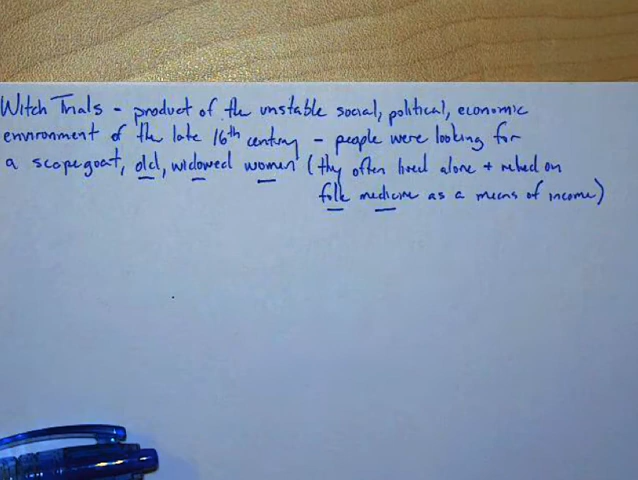 Witch Trials - product of the unstable social, political, economic
environment of the late 16th century - people were looking for
a scapegoat, old, widowed women (they often lived alone + relied on
folk medicine as a means of income)